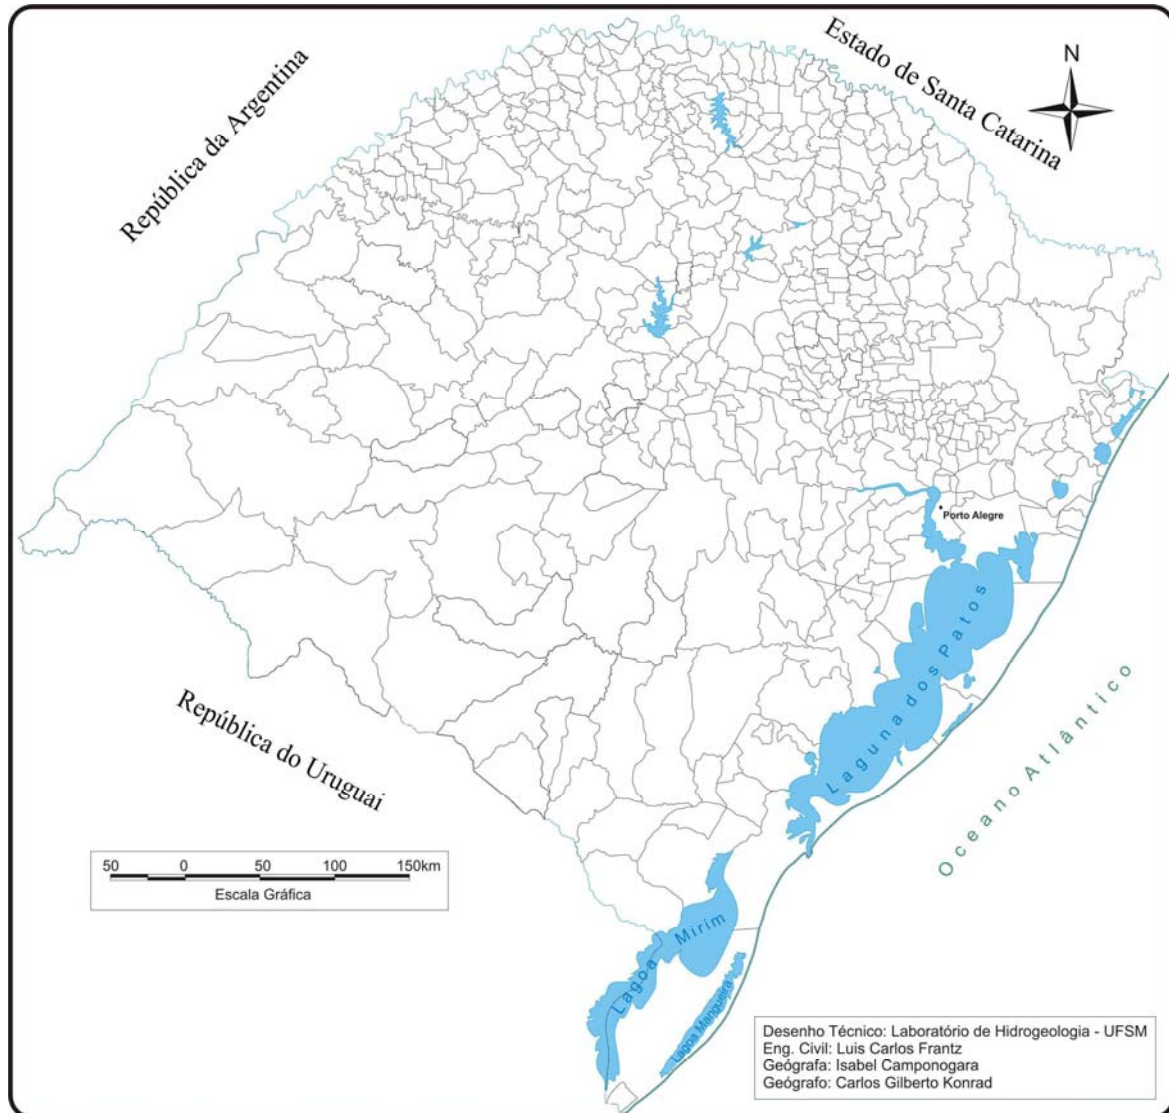 Estado de Santa Catarina
N
República da Argentina
Porto Alegre
Laguna dos Patos
Oceano Atlântico
República do Uruguai
50 0 50 100 150km
Escala Gráfica
Lagoa Mirim
Lagoa Mangueira
Desenho Técnico: Laboratório de Hidrogeologia - UFSM
Eng. Civil: Luis Carlos Frantz
Geógrafa: Isabel Camponogara
Geógrafo: Carlos Gilberto Konrad